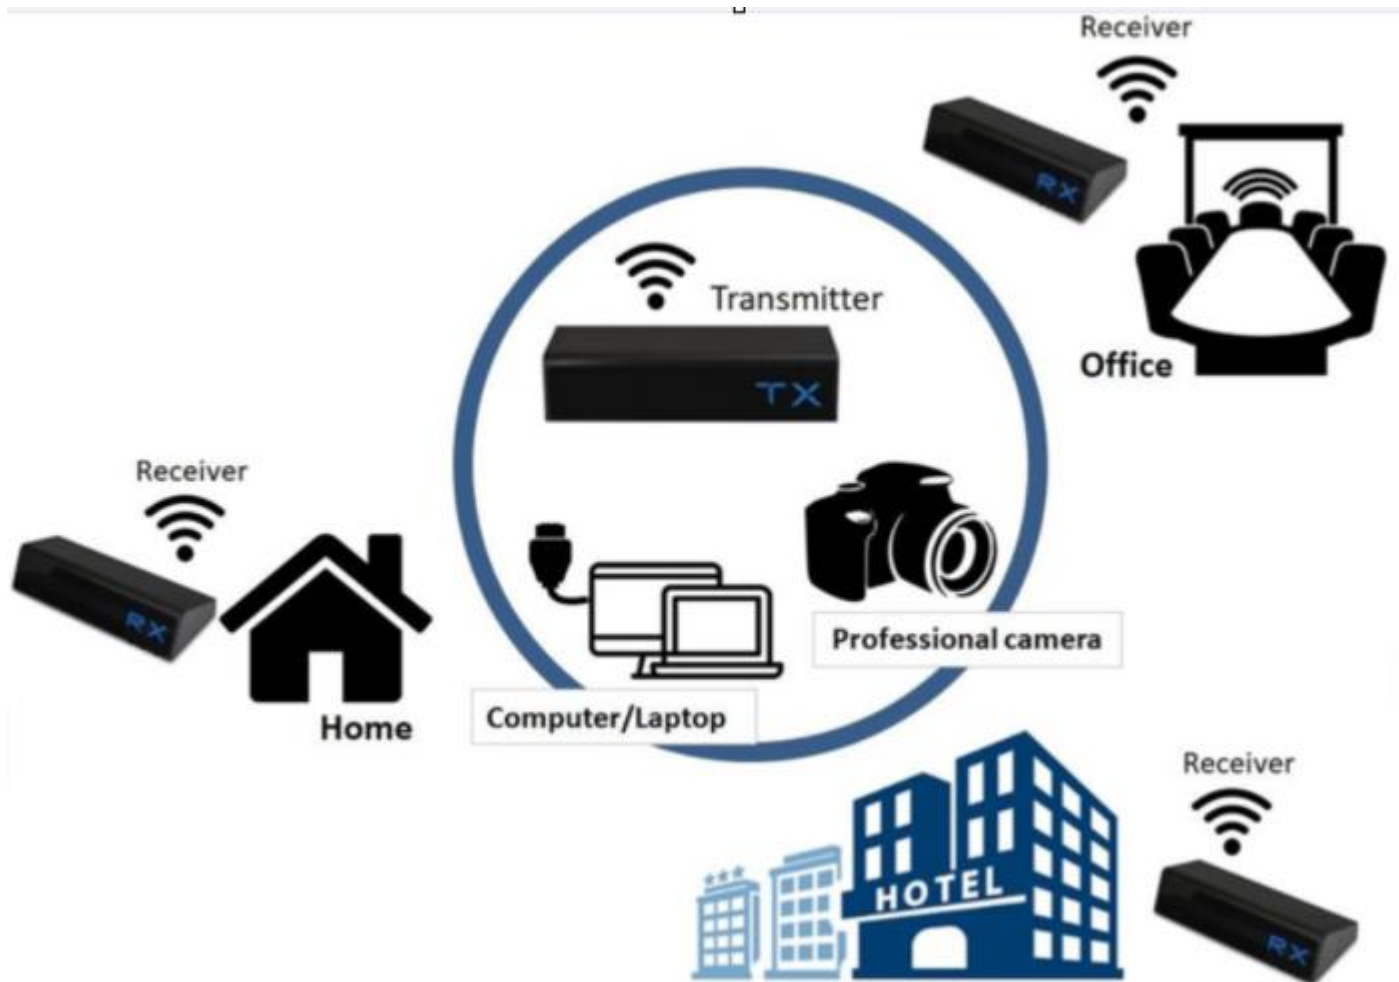 Receiver
RX
Office
Transmitter
TX
Receiver
RX
Home
Professional camera
Computer/Laptop
HOTEL
Receiver
RX